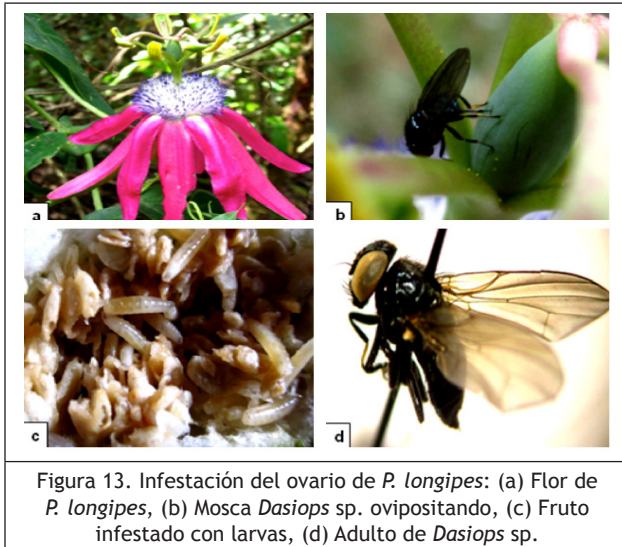 a
b
c
d
Figura 13. Infestación del ovario de P. longipes: (a) Flor de
P. longipes, (b) Mosca Dasiops sp. ovipositando, (c) Fruto
infestado con larvas, (d) Adulto de Dasiops sp.